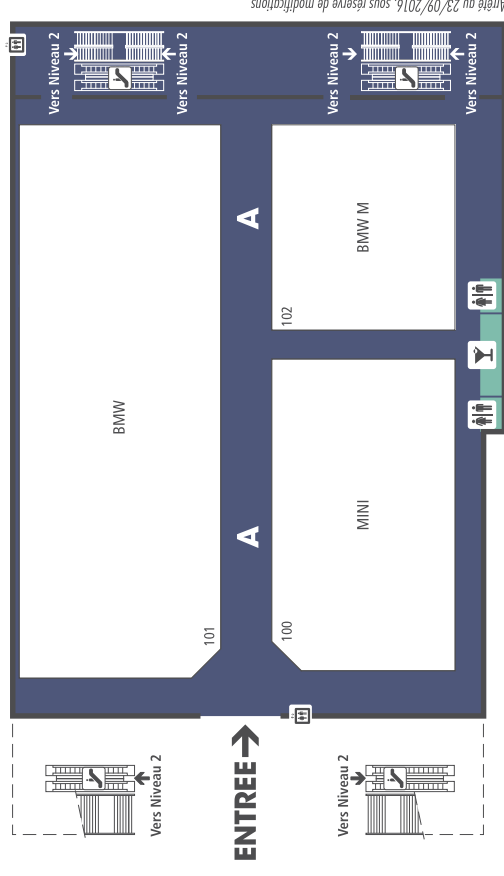 Vers Niveau 2
BMW
Vers Niveau 2
Vers Niveau 2
101
ENTREE
A
A
100
102
Vers Niveau 2
Vers Niveau 2
MINI
BMW M
Vers Niveau 2
Arrêté au 23/09/2016, sous réserve de modifications